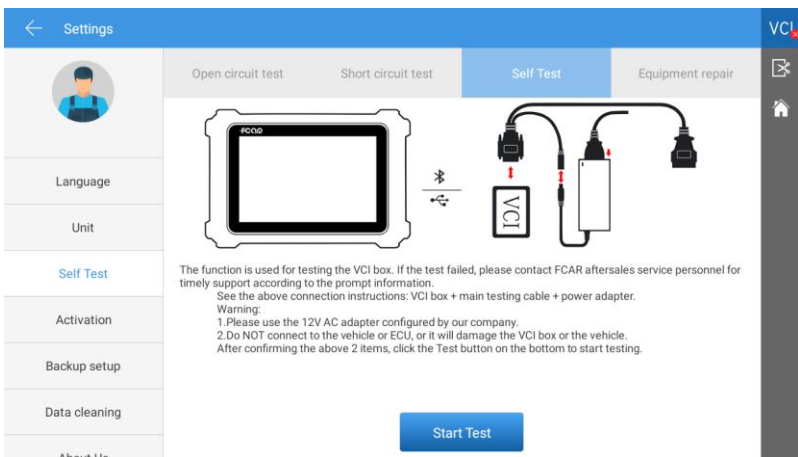 Settings
VCI
Open circuit test
Short circuit test
Self Test
Equipment repair
FCAR
VCI
Language
Unit
Self Test
Activation
Backup setup
Data cleaning
About Us
The function is used for testing the VCI box. If the test failed, please contact FCAR aftersales service personnel for
timely support according to the prompt information.
See the above connection instructions: VCI box + main testing cable + power adapter.
Warning:
1.Please use the 12V AC adapter configured by our company.
2.Do NOT connect to the vehicle or ECU, or it will damage the VCI box or the vehicle.
After confirming the above 2 items, click the Test button on the bottom to start testing.
Start Test